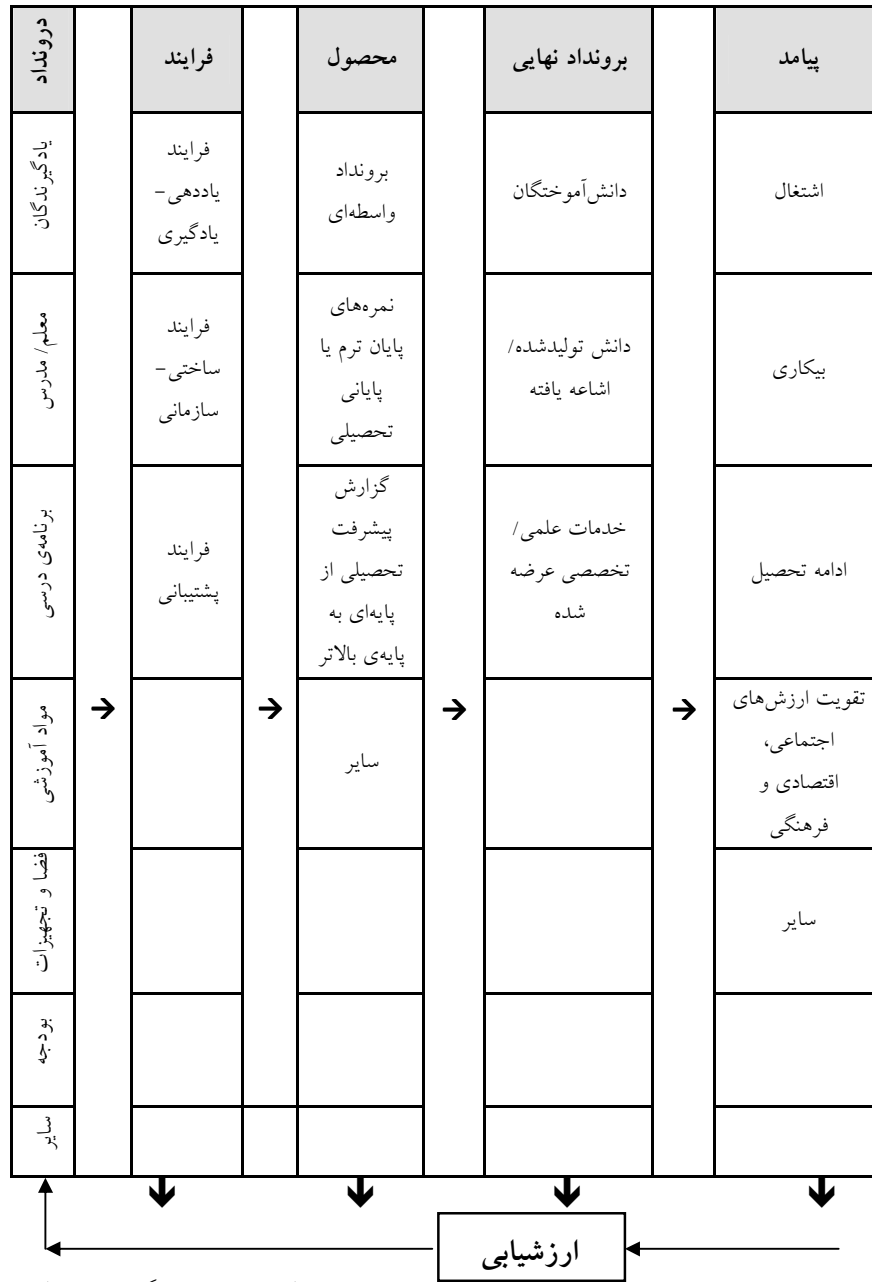 درونداد
فرایند
محصول
برونداد نهایی
پیامد
یادگیرندگان
فرایند
یاددهی-
یادگیری
برونداد
واسطه‌ای
دانش‌آموختگان
اشتغال
معلم/ مدرس
فرایند
ساختی-
سازمانی
نمره‌های
پایان ترم یا
پایانی
تحصیلی
دانش تولیدشده/
اشاعه یافته
بیکاری
برنامه‌ی درسی
فرایند
پشتیبانی
گزارش
پیشرفت
تحصیلی از
پایه‌ای به
پایه‌ی بالاتر
خدمات علمی/
تخصصی عرضه
شده
ادامه تحصیل
مواد آموزشی
سایر
تقویت ارزش‌های
اجتماعی،
اقتصادی و
فرهنگی
فضا و تجهیزات
سایر
بودجه
سایر
ارزشیابی